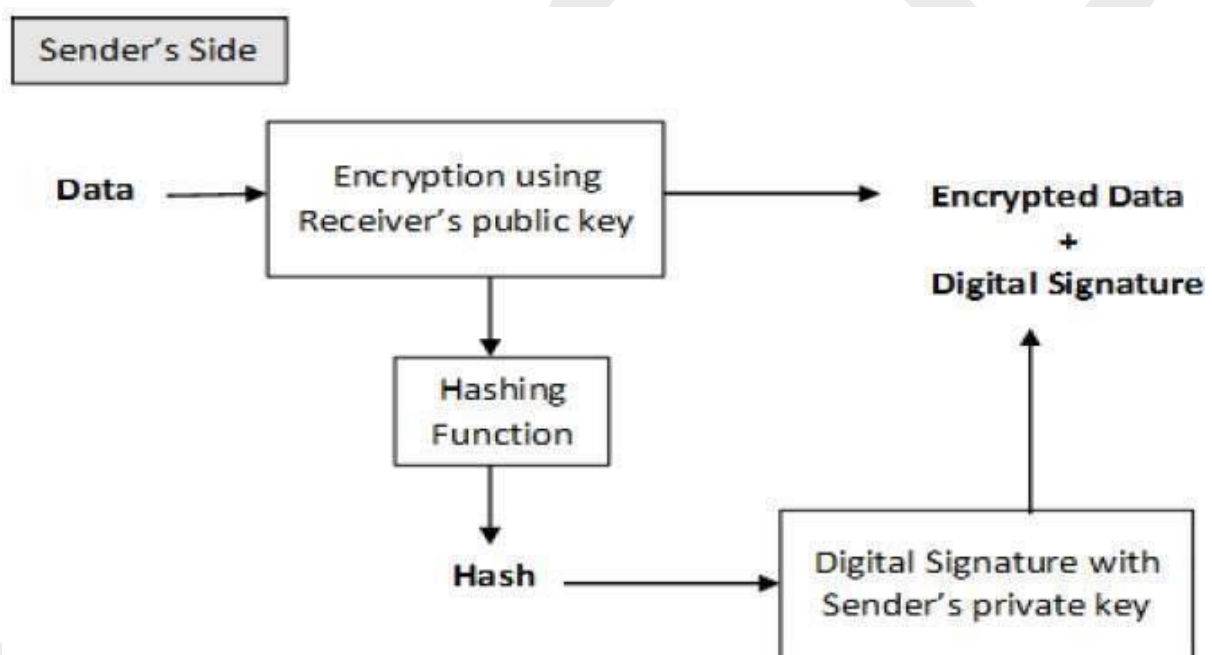 Sender’s Side
Data
Encryption using
Receiver’s public key
Encrypted Data
+
Digital Signature
Hashing
Function
Hash
Digital Signature with
Sender’s private key